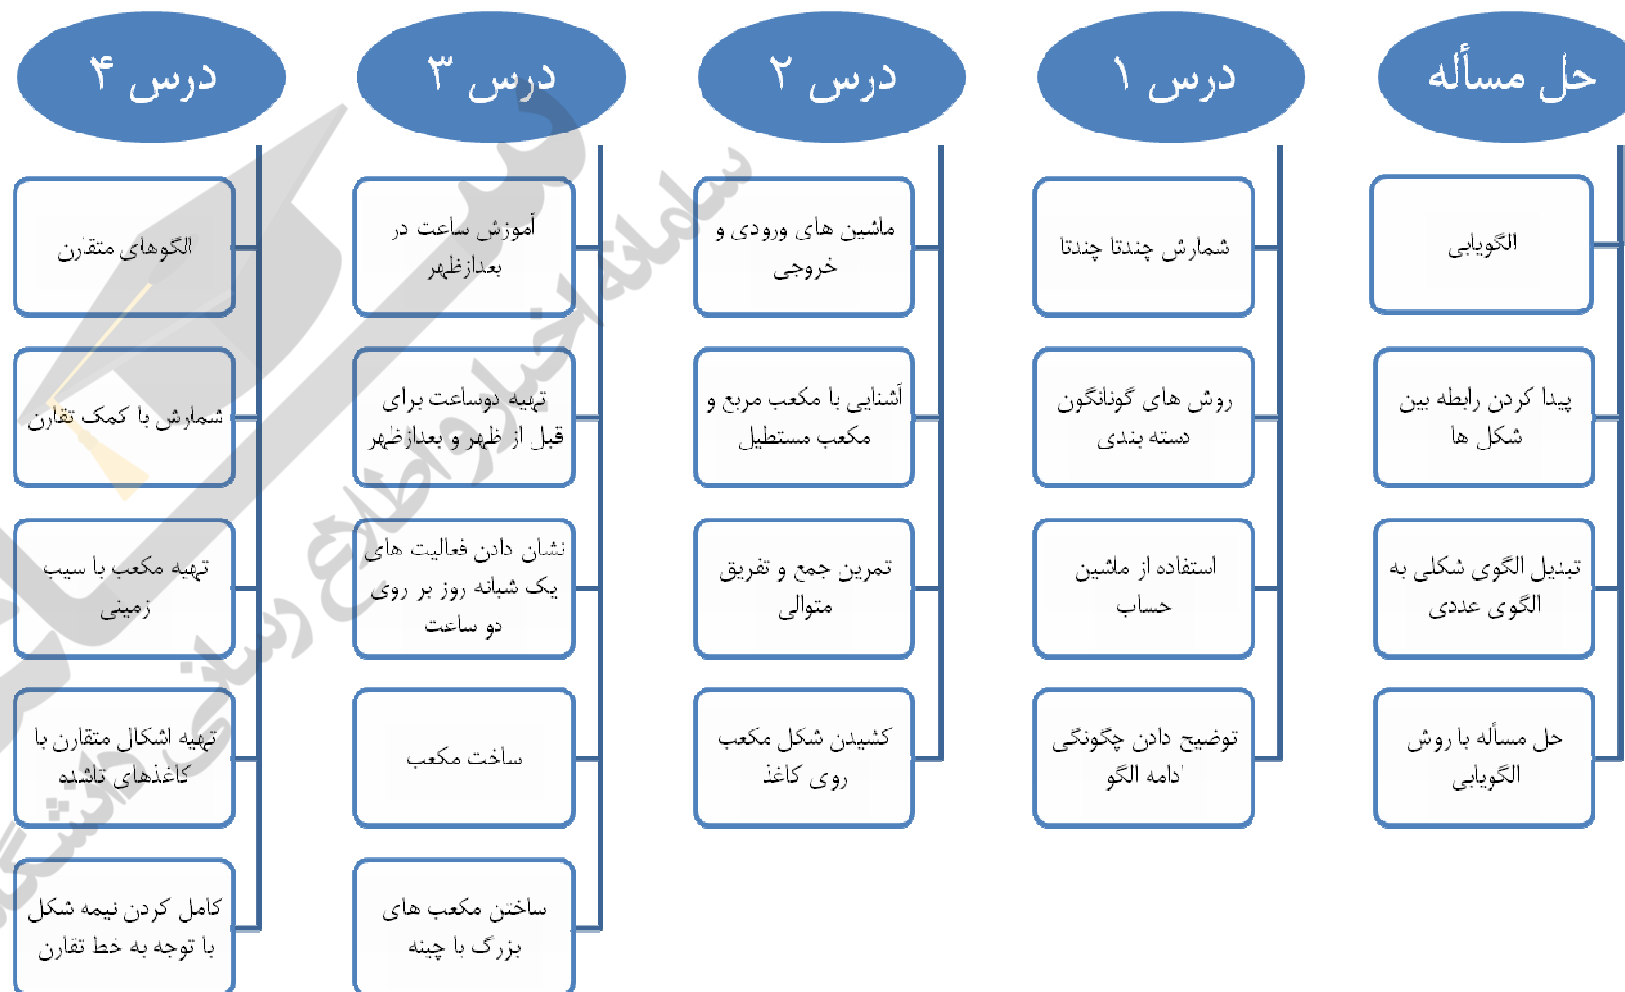 حل مسأله
الگویابی
پیدا کردن رابطه بین
شکل ها
تبدیل الگوی شکلی به
الگوی عددی
حل مسأله با روش
الگویابی
درس ۱
شمارش چندتا چندتا
روش های گوناگون
دسته بندی
استفاده از ماشین
حساب
توضیح دادن چگونگی
ادامه الگو
درس ۲
ماشین های ورودی و
خروجی
آشنایی با مکعب مربع و
مکعب مستطیل
تمرین جمع و تفریق
متوالی
کشیدن شکل مکعب
روی کاغذ
درس ۳
آموزش ساعت در
بعدازظهر
تهیه دوساعت برای
قبل از ظهر و بعدازظهر
نشان دادن فعالیت های
یک شبانه روز بر روی
دو ساعت
ساخت مکعب
ساختن مکعب های
بزرگ با چینه
درس ۴
الگوهای متقارن
شمارش با کمک تقارن
تهیه مکعب با سیب
زمینی
تهیه اشکال متقارن با
کاغذهای تاشده
کامل کردن نیمه شکل
با توجه به خط تقارن
سامانه اخبار و اطلاع رسانی